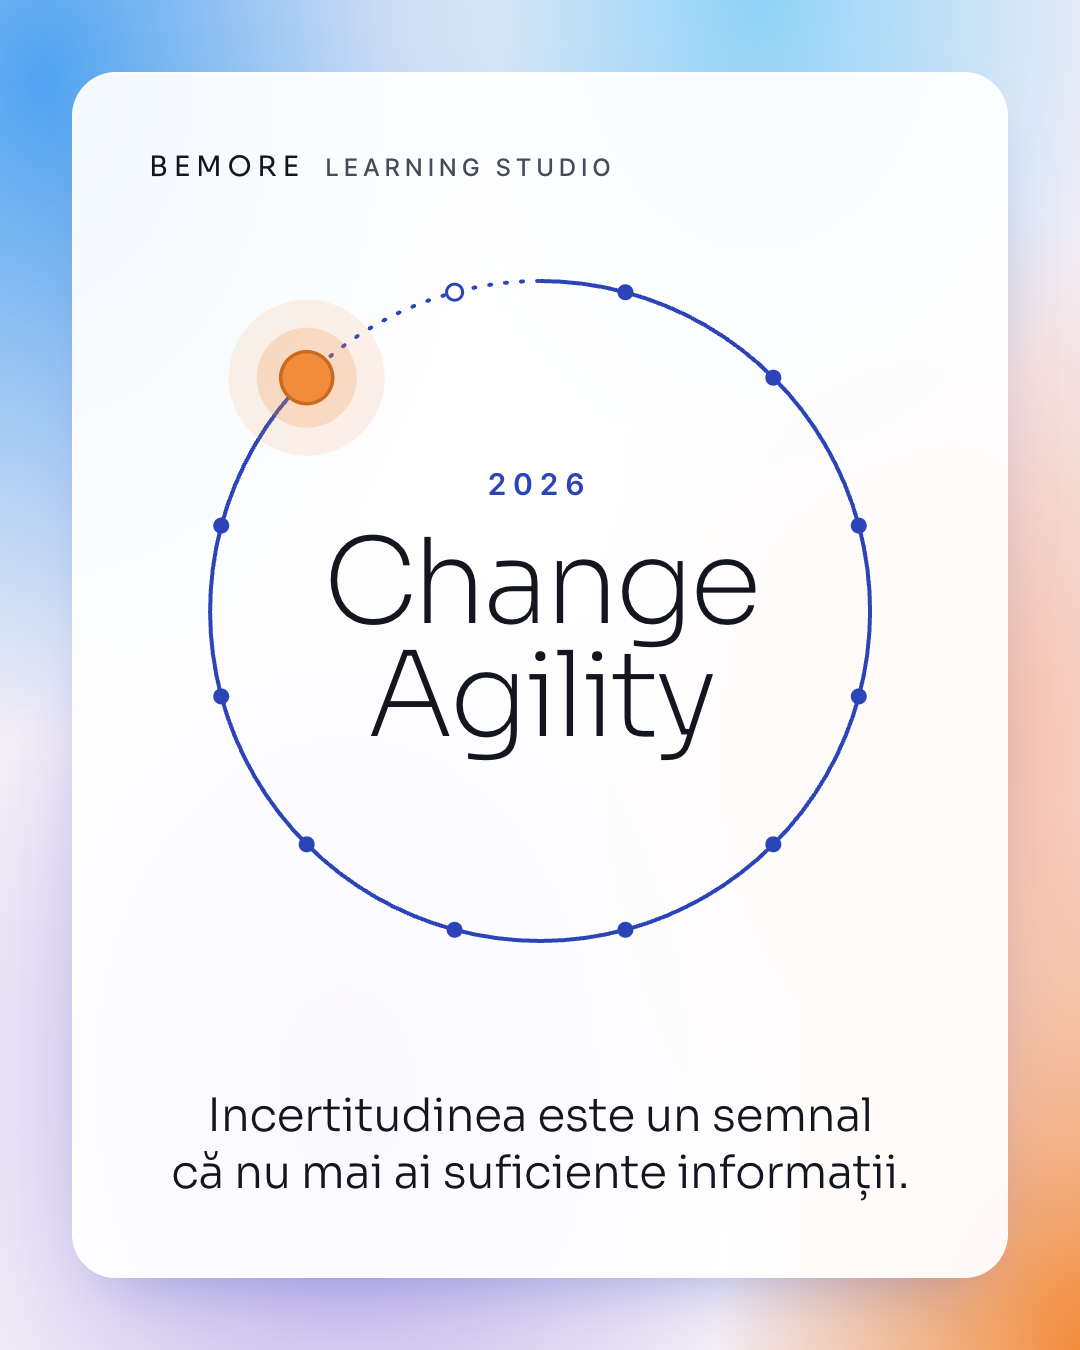 BEMORE LEARNING STUDIO
2026
Change
Agility
Incertitudinea este un semnal
că nu mai ai suficiente informații.